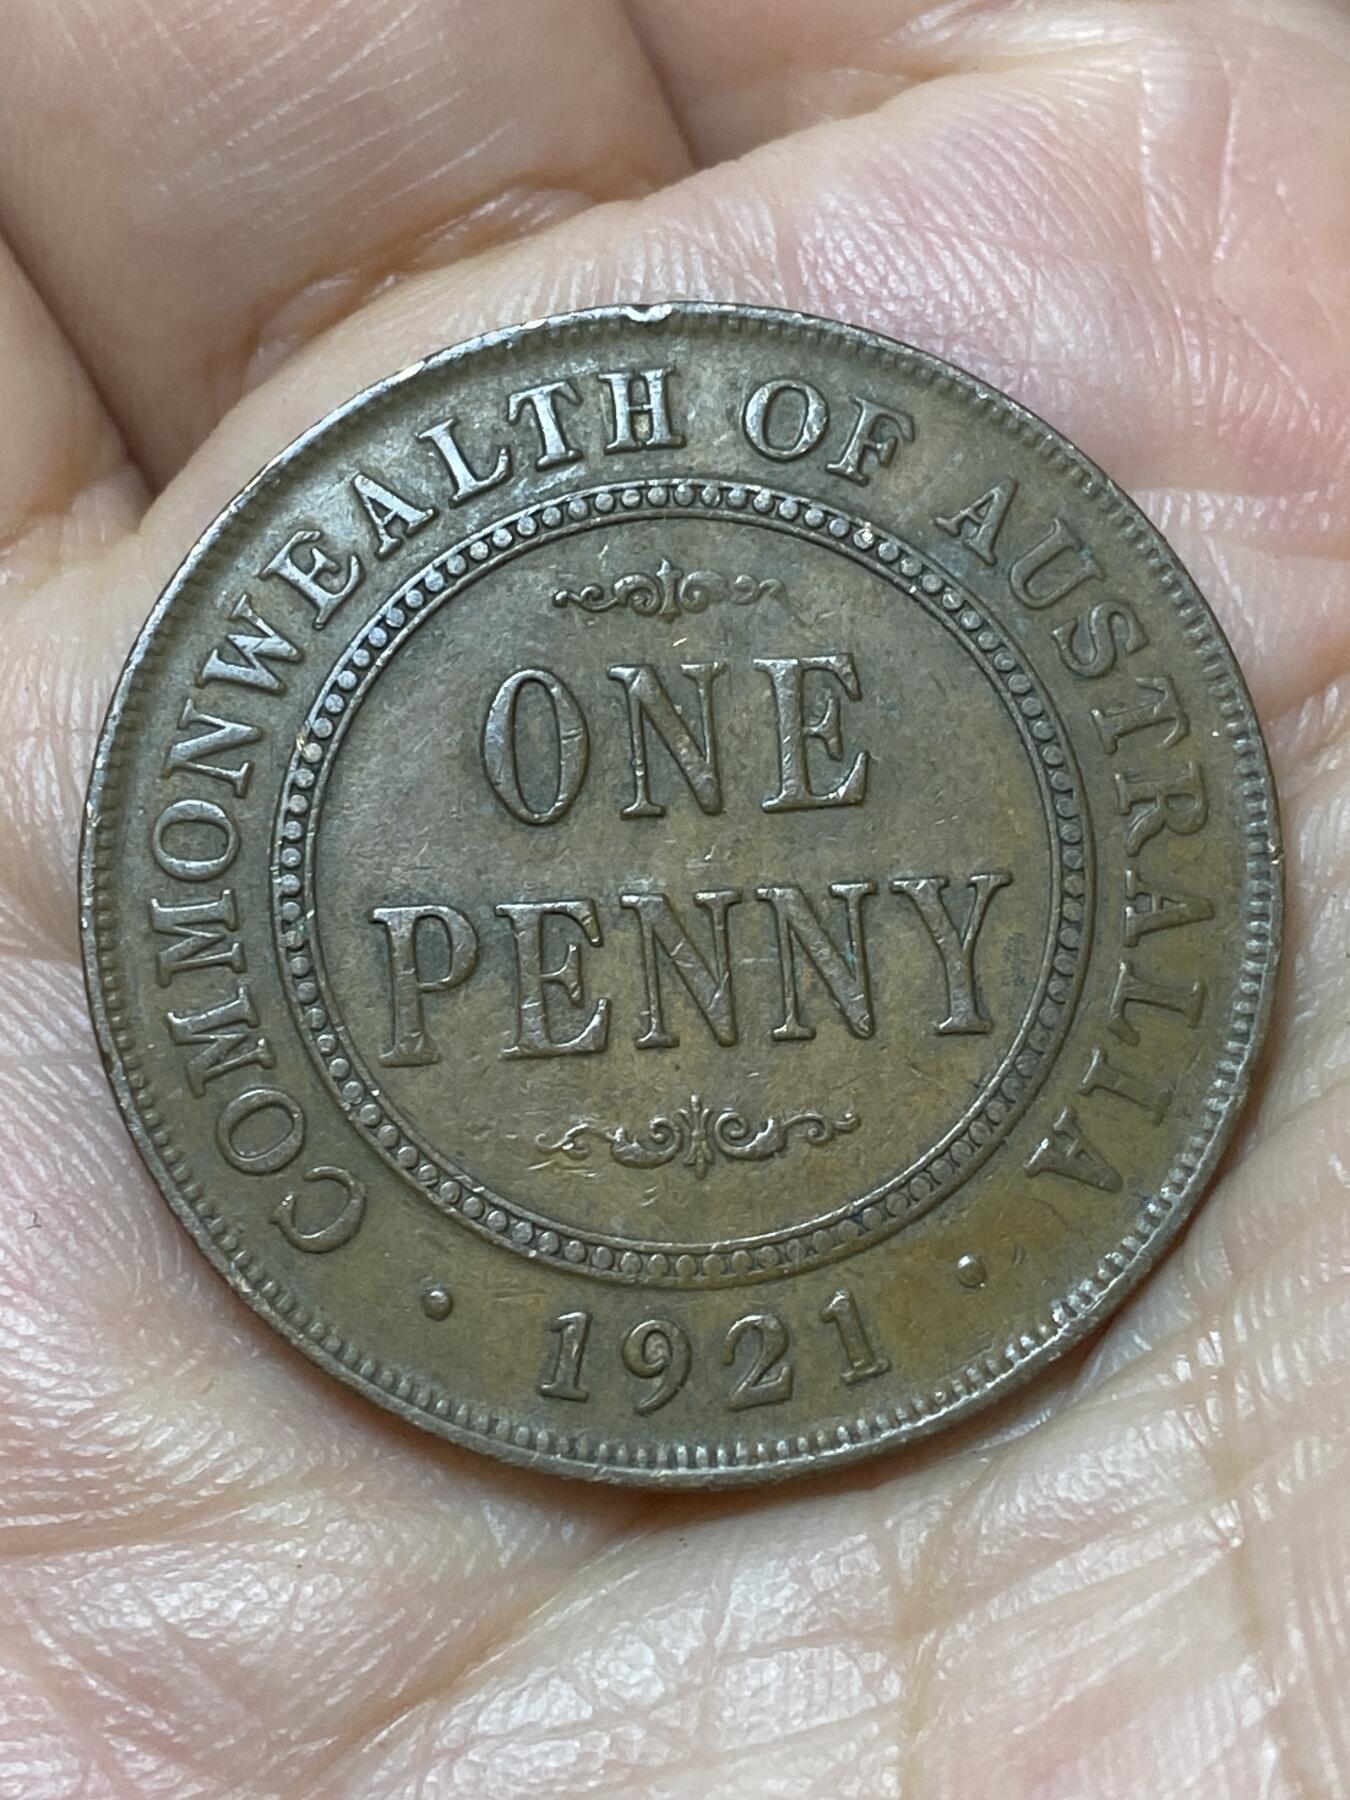 COMMONWEALTH OF AUSTRALIA
ONE
PENNY
· 1921 ·